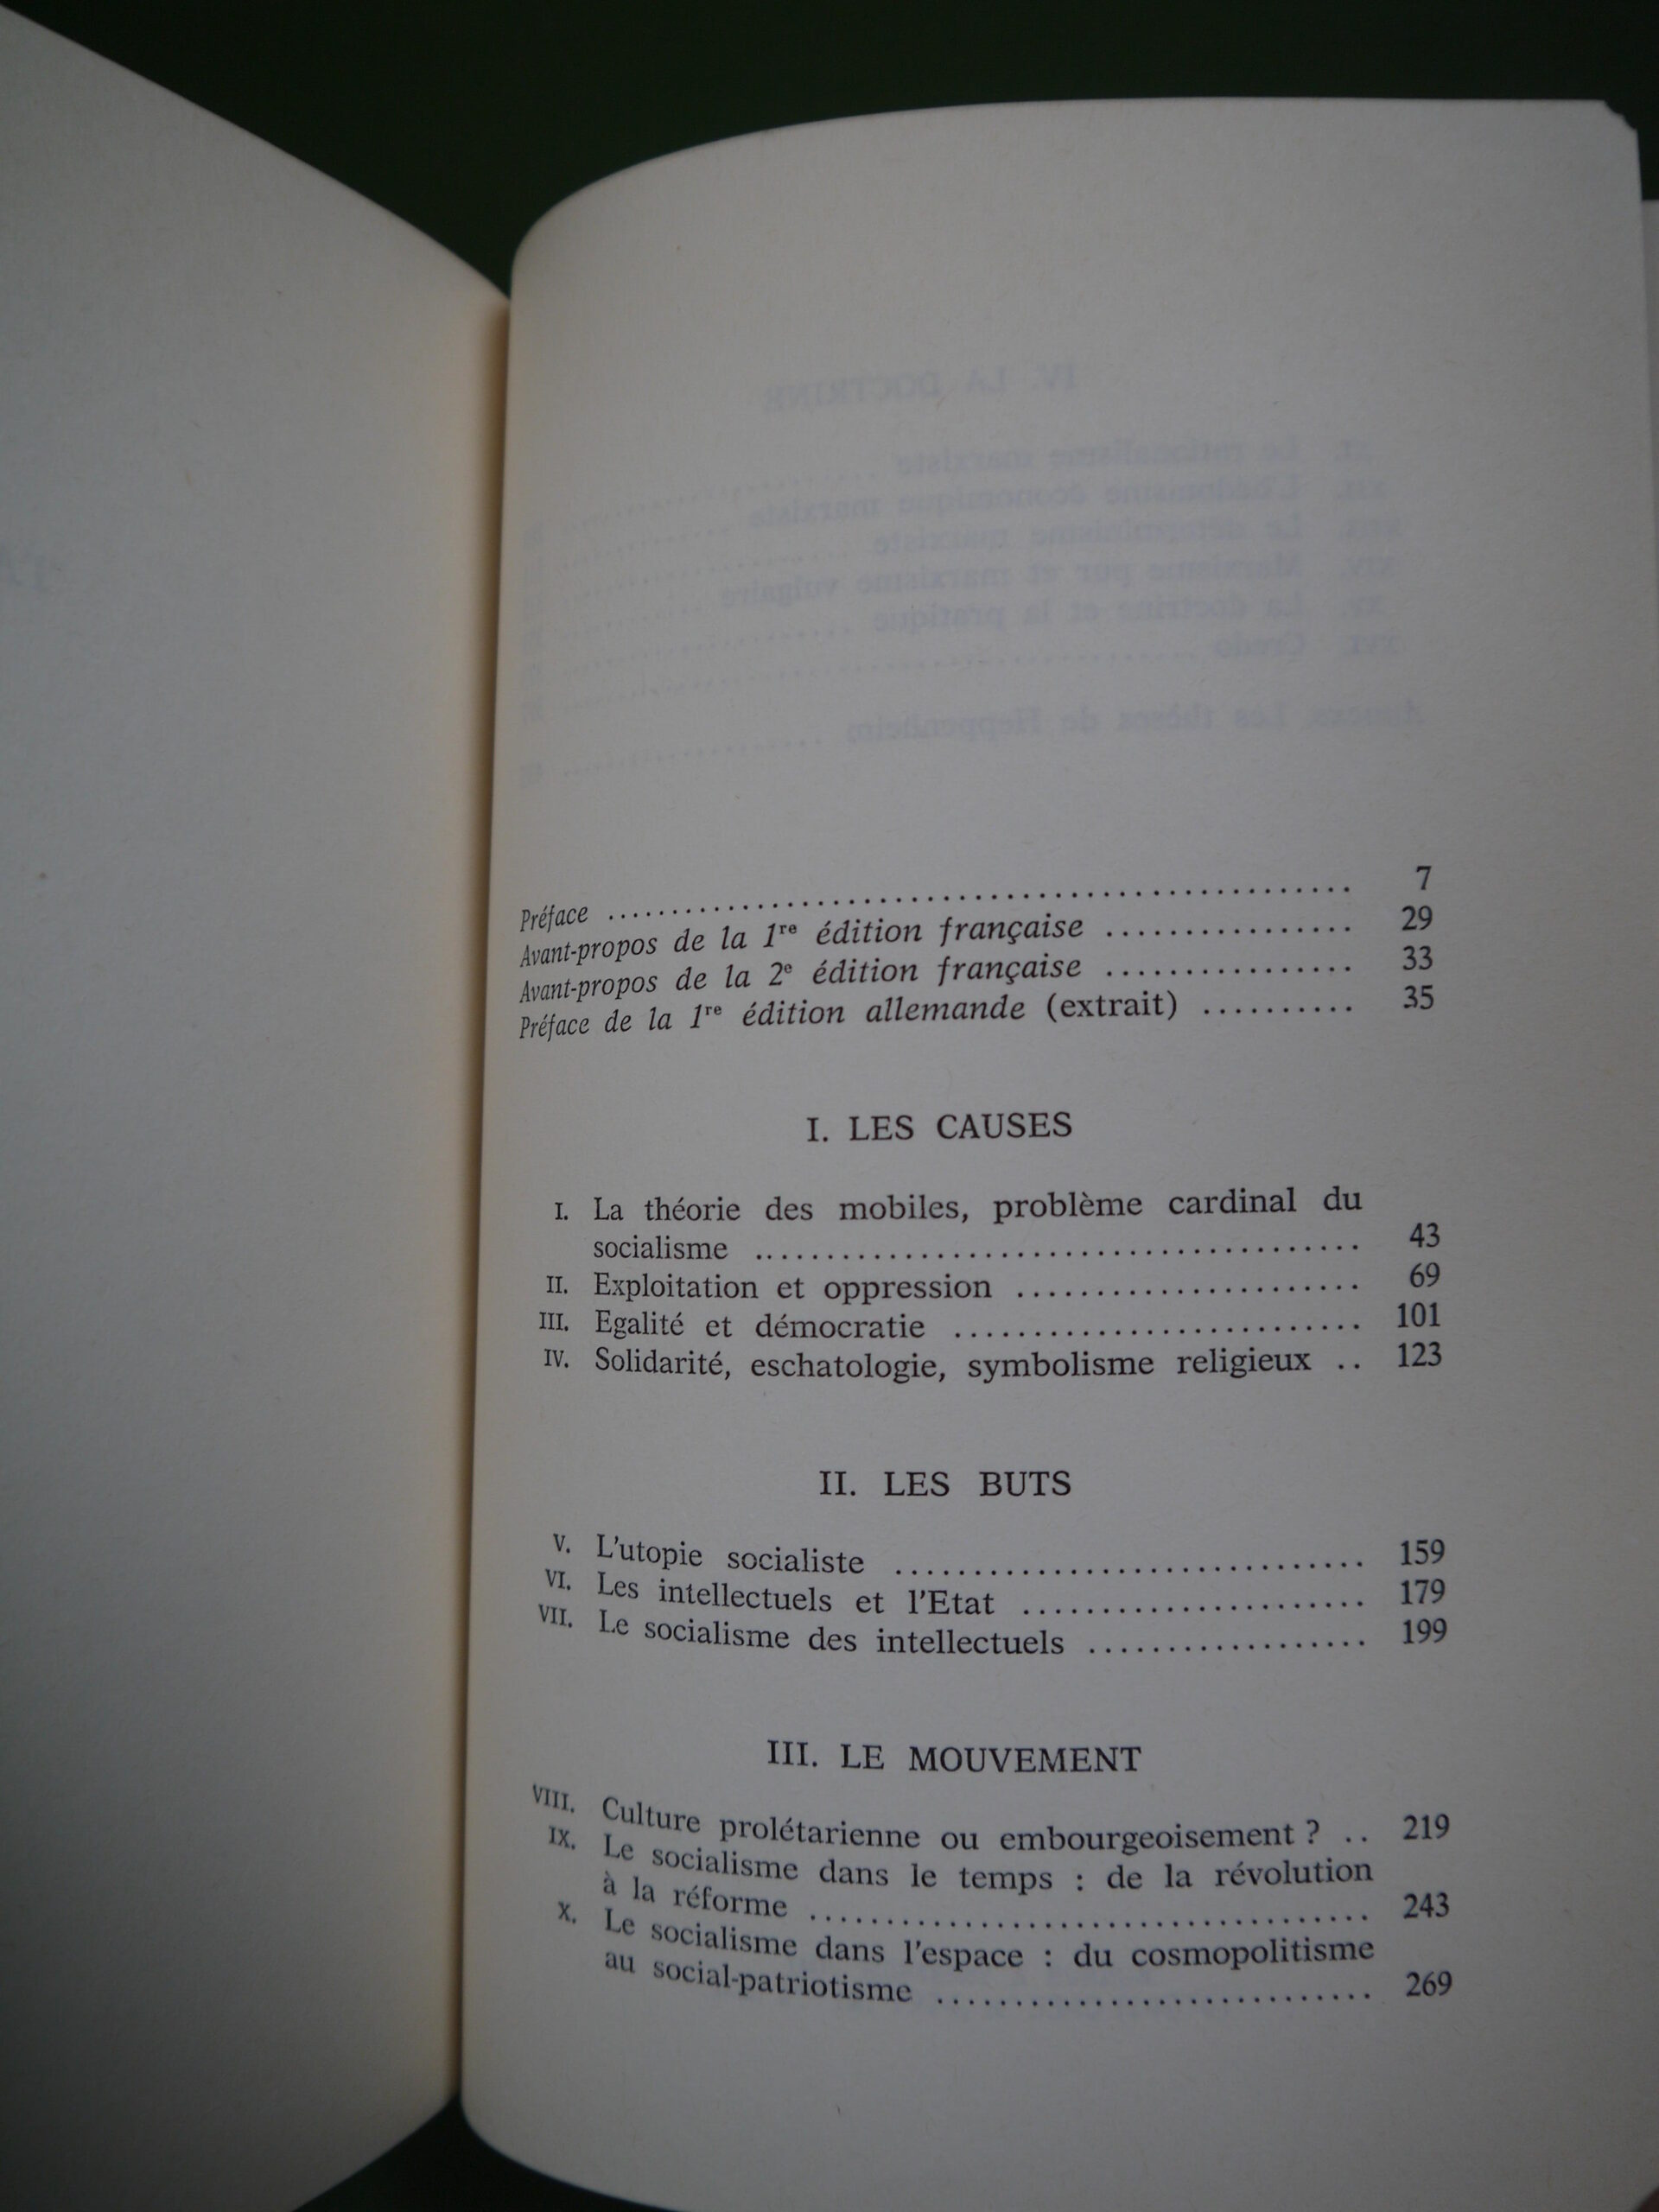 Préface ........ 7
Avant-propos de la 1re édition française ........ 29
Avant-propos de la 2e édition française ........ 33
Préface de la 1re édition allemande (extrait) ........ 35
I. LES CAUSES
I. La théorie des mobiles, problème cardinal du
socialisme ........ 43
II. Exploitation et oppression ........ 69
III. Egalité et démocratie ........ 101
IV. Solidarité, eschatologie, symbolisme religieux .. 123
II. LES BUTS
V. L'utopie socialiste ........ 159
VI. Les intellectuels et l'Etat ........ 179
VII. Le socialisme des intellectuels ........ 199
III. LE MOUVEMENT
VIII. Culture prolétarienne ou embourgeoisement ? .. 219
IX. Le socialisme dans le temps : de la révolution
à la réforme ........ 243
X. Le socialisme dans l'espace : du cosmopolitisme
au social-patriotisme ........ 269